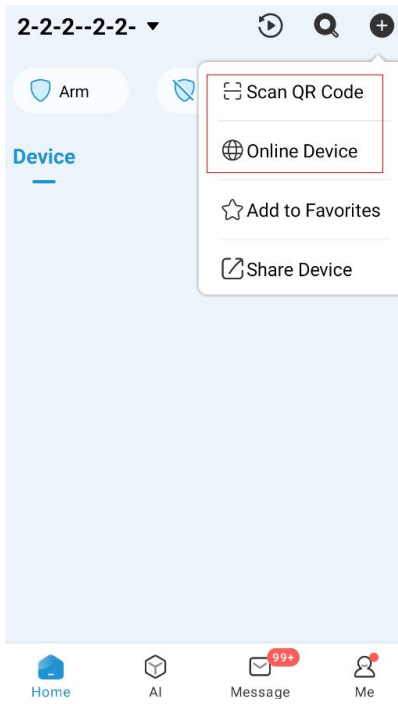 2-2-2--2-2-
Arm
Scan QR Code
Online Device
Device
Add to Favorites
Share Device
99+
Home
AI
Message
Me